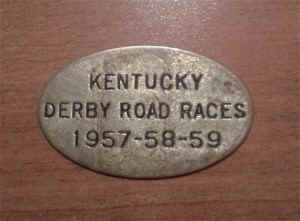 KENTUCKY
DERBY ROAD RACES
1957-58-59